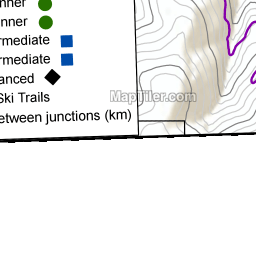 nner
nner
rmediate
rmediate
anced
Ski Trails
etween junctions (km)
MapTiler.com